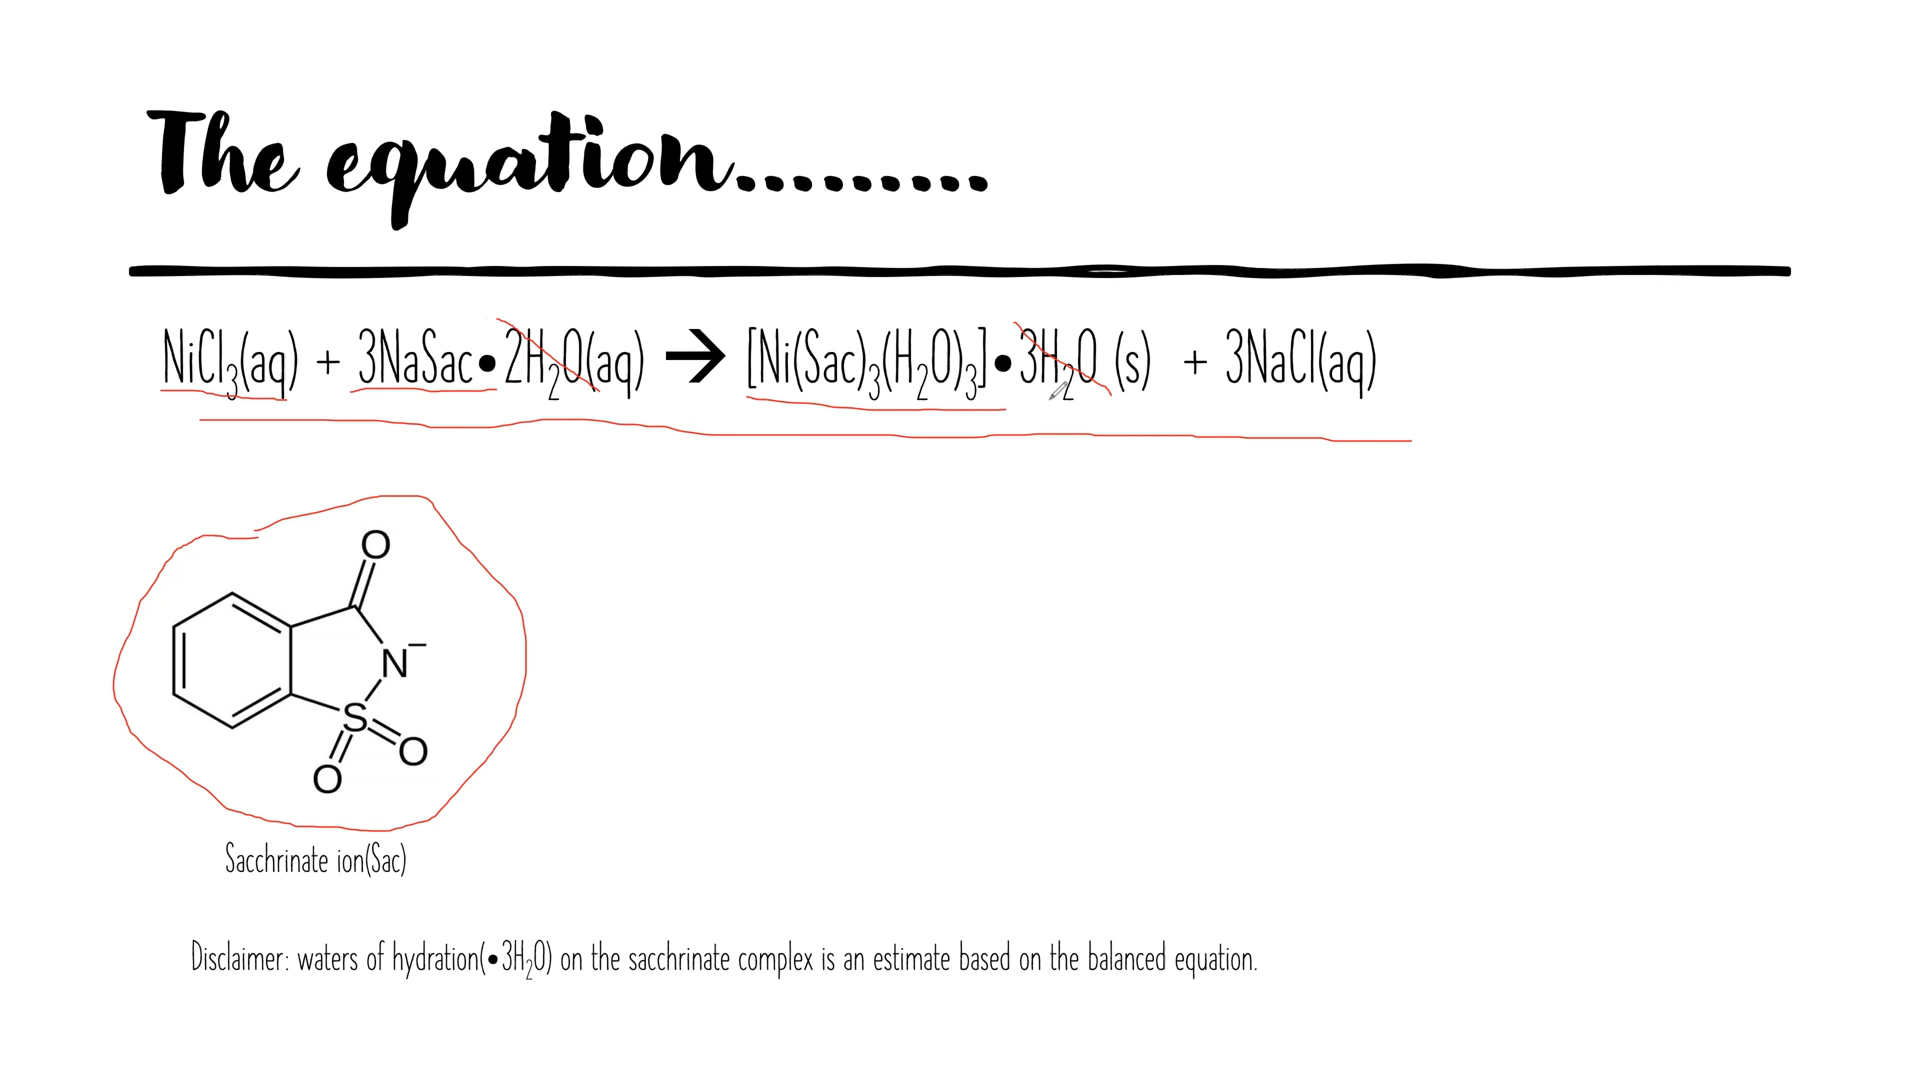 The equation.........
NiCl₃(aq) + 3NaSac•2H₂O(aq) → [Ni(Sac)₃(H₂O)₃]•3H₂O (s) + 3NaCl(aq)
O
N⁻
S
O
O
Sacchrinate ion(Sac)
Disclaimer: waters of hydration(•3H₂O) on the sacchrinate complex is an estimate based on the balanced equation.